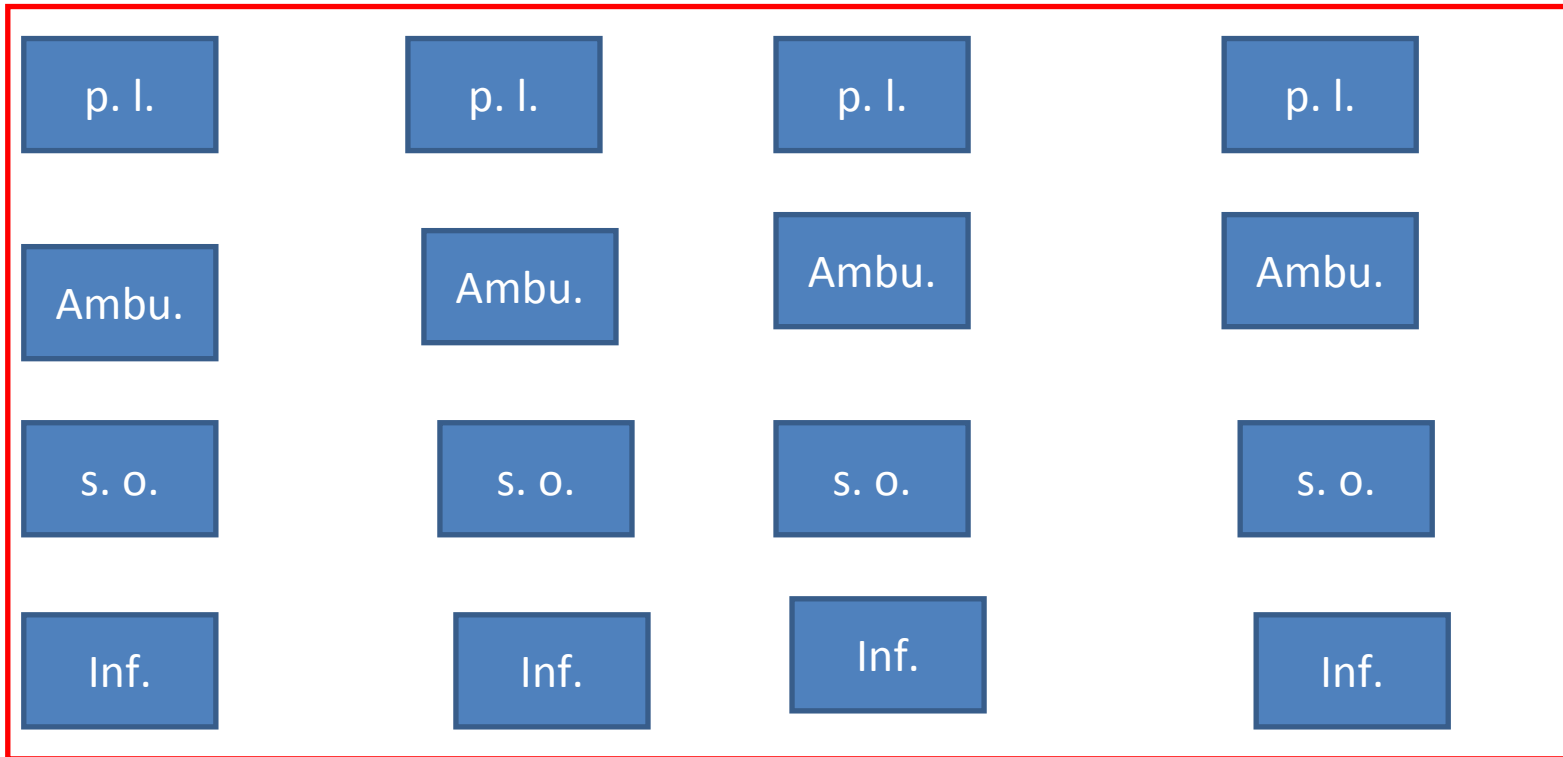 p. l. p. l. p. l. p. l.
Ambu. Ambu. Ambu. Ambu.
s. o. s. o. s. o. s. o.
Inf. Inf. Inf. Inf.